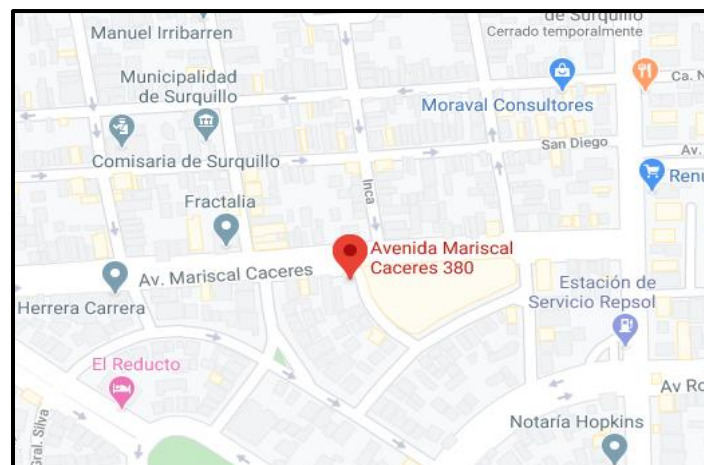 de Surquillo
Cerrado temporalmente
Manuel Irribarren
Municipalidad
de Surquillo
Moraval Consultores
Ca. N
Comisaria de Surquillo
San Diego
Av.
Renu
Inca
Fractalia
Avenida Mariscal
Caceres 380
Av. Mariscal Caceres
Herrera Carrera
Estación de
Servicio Repsol
El Reducto
Av Ro
Gral. Silva
Notaría Hopkins